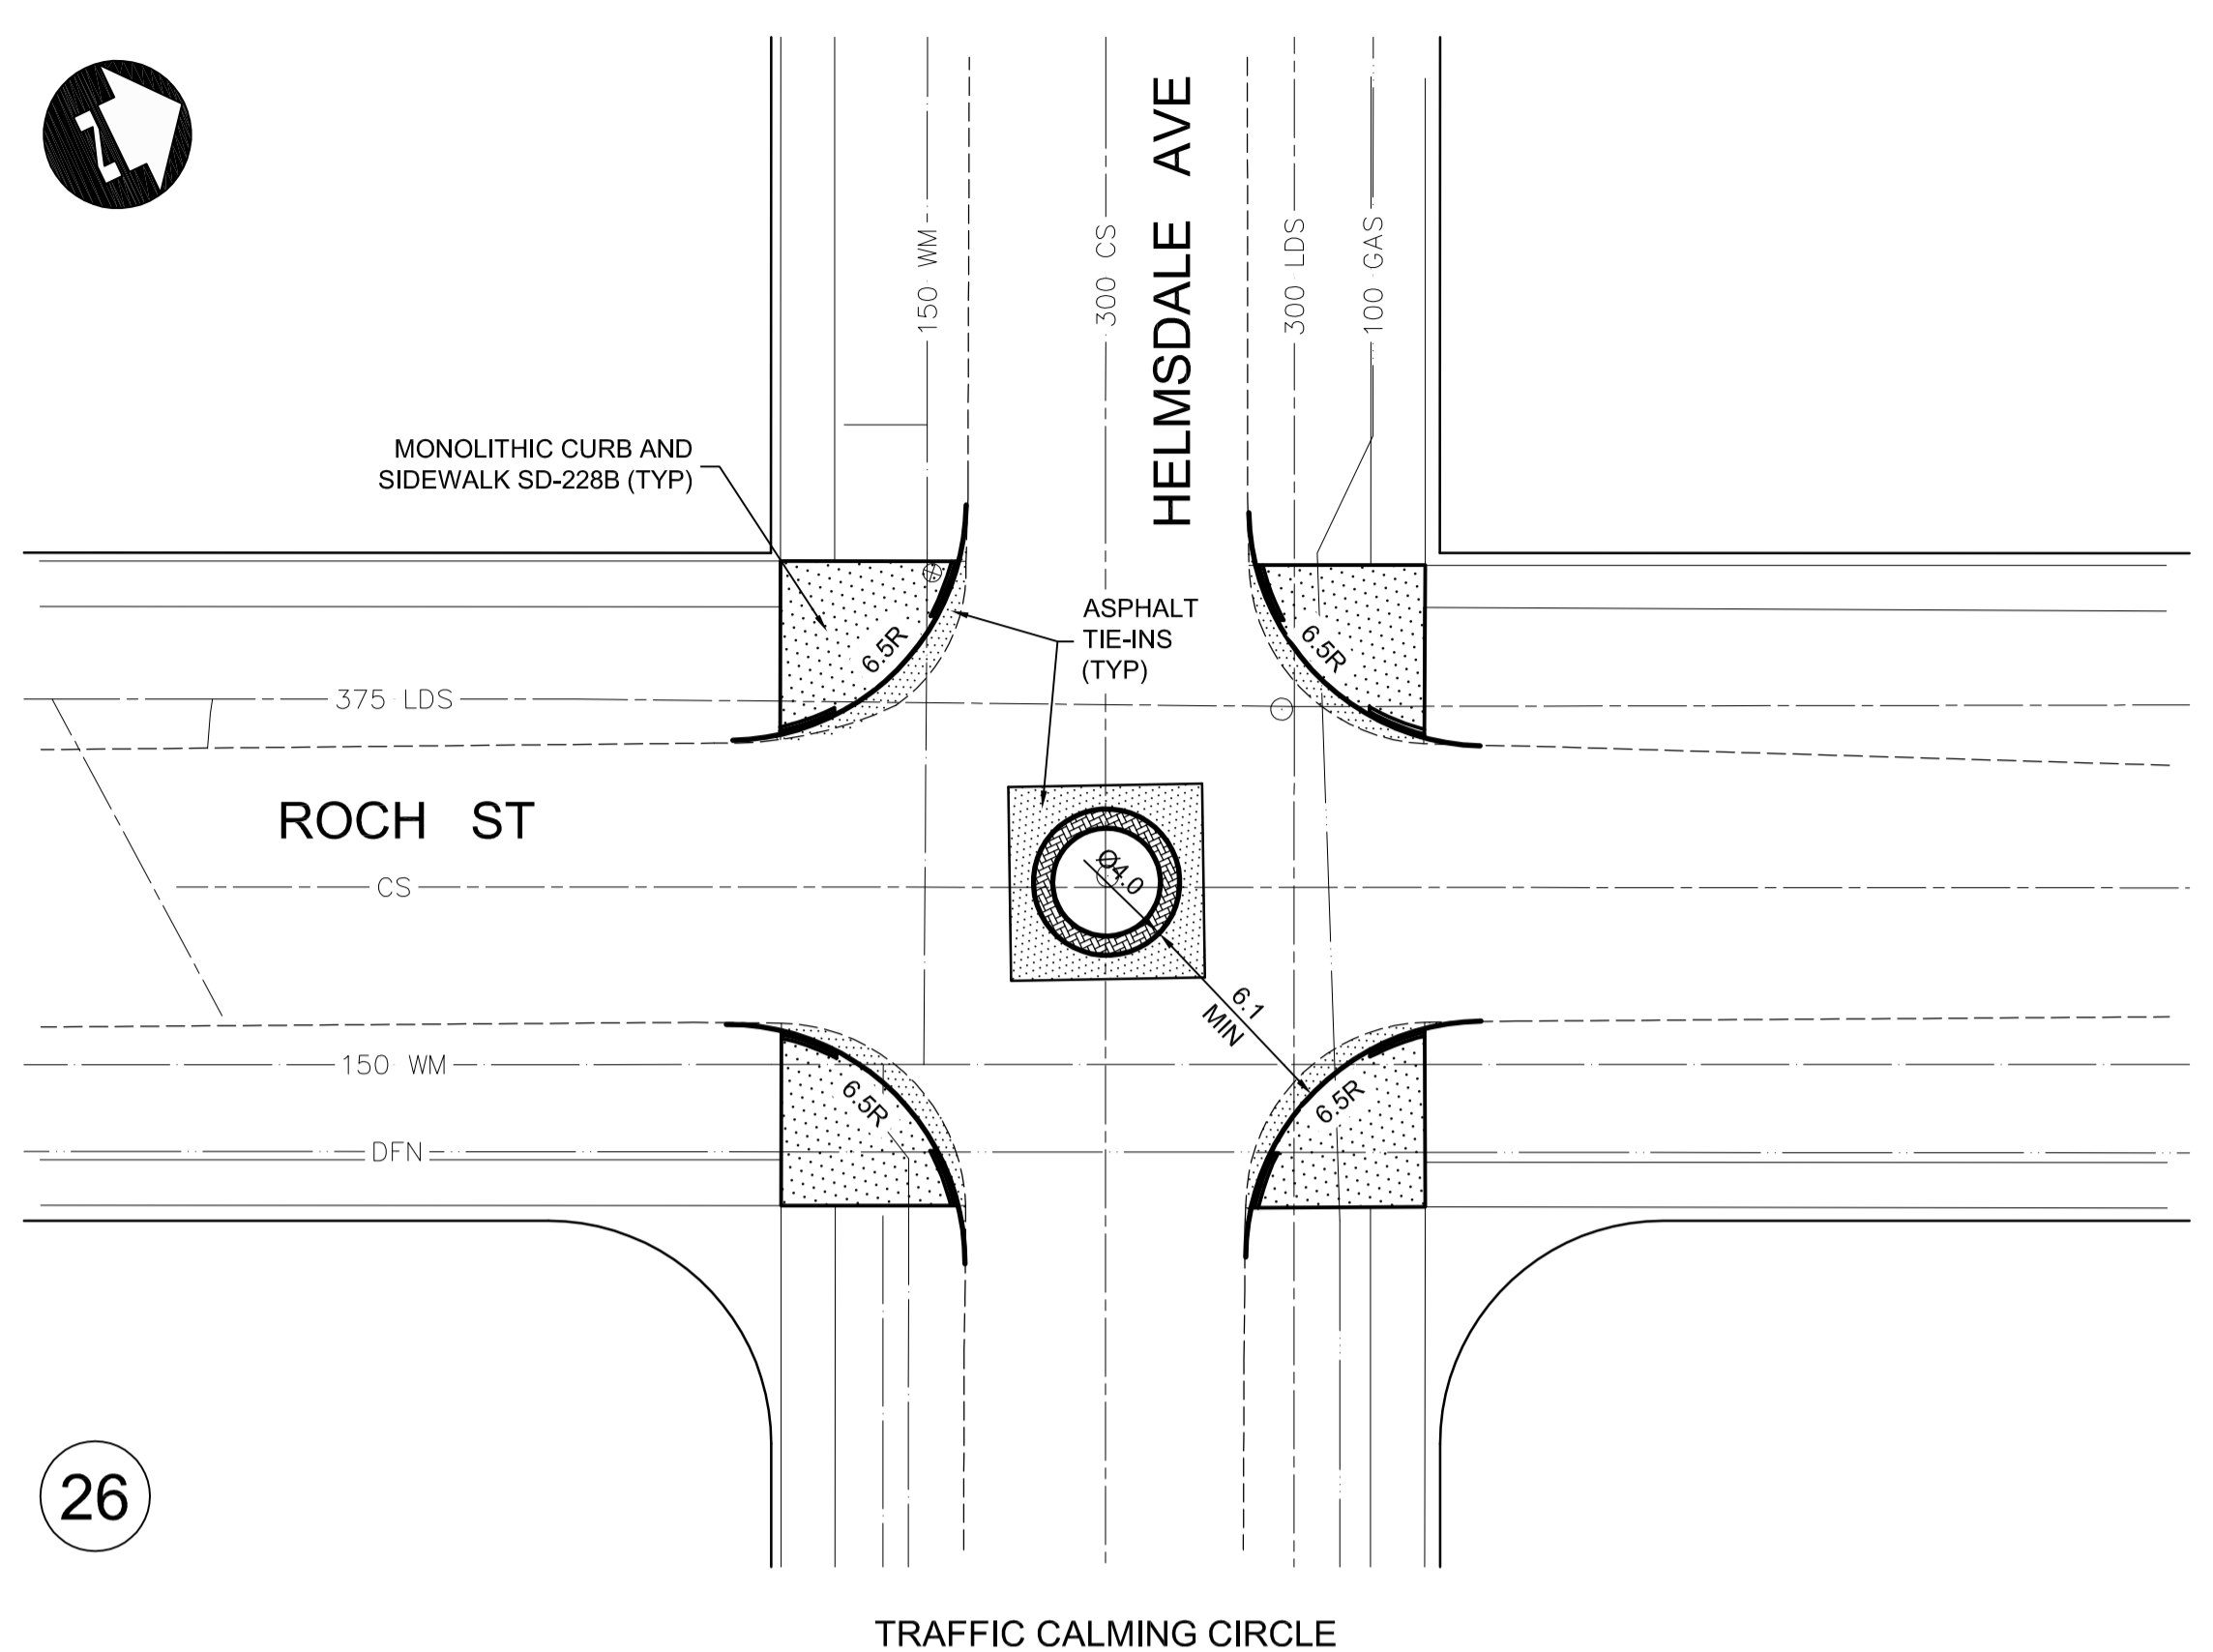 N
HELMSDALE AVE
150 WM
300 CS
300 LDS
100 GAS
MONOLITHIC CURB AND
SIDEWALK SD-228B (TYP)
ASPHALT
TIE-INS
(TYP)
6.5R
6.5R
375 LDS
ROCH ST
CS
Ø4.0
6.1
MIN
150 WM
6.5R
6.5R
DFN
26
TRAFFIC CALMING CIRCLE